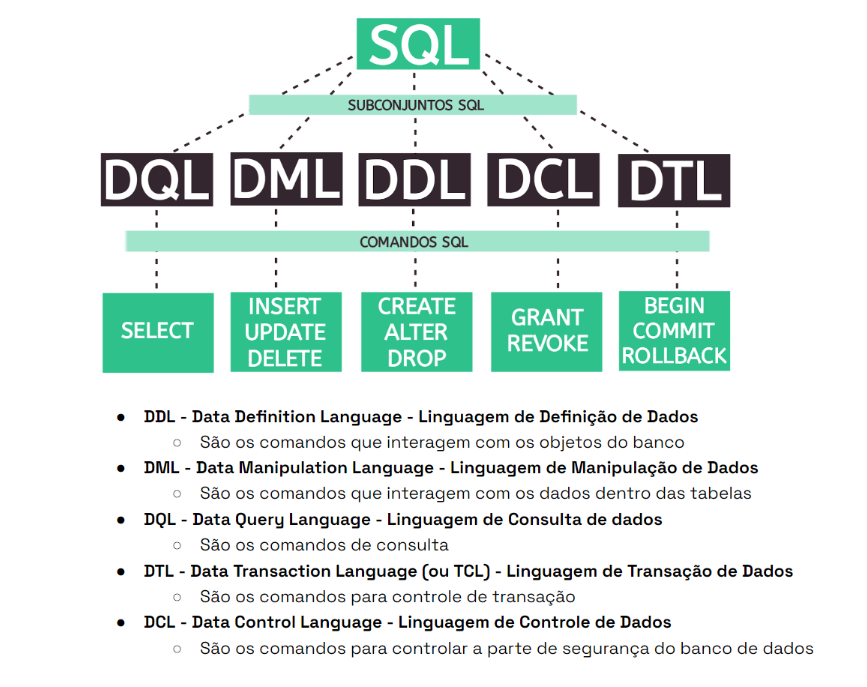 SQL
SUBCONJUNTOS SQL
DQL DML DDL DCL DTL
COMANDOS SQL
SELECT
INSERT
UPDATE
DELETE
CREATE
ALTER
DROP
GRANT
REVOKE
BEGIN
COMMIT
ROLLBACK
● DDL - Data Definition Language - Linguagem de Definição de Dados
○ São os comandos que interagem com os objetos do banco
● DML - Data Manipulation Language - Linguagem de Manipulação de Dados
○ São os comandos que interagem com os dados dentro das tabelas
● DQL - Data Query Language - Linguagem de Consulta de dados
○ São os comandos de consulta
● DTL - Data Transaction Language (ou TCL) - Linguagem de Transação de Dados
○ São os comandos para controle de transação
● DCL - Data Control Language - Linguagem de Controle de Dados
○ São os comandos para controlar a parte de segurança do banco de dados